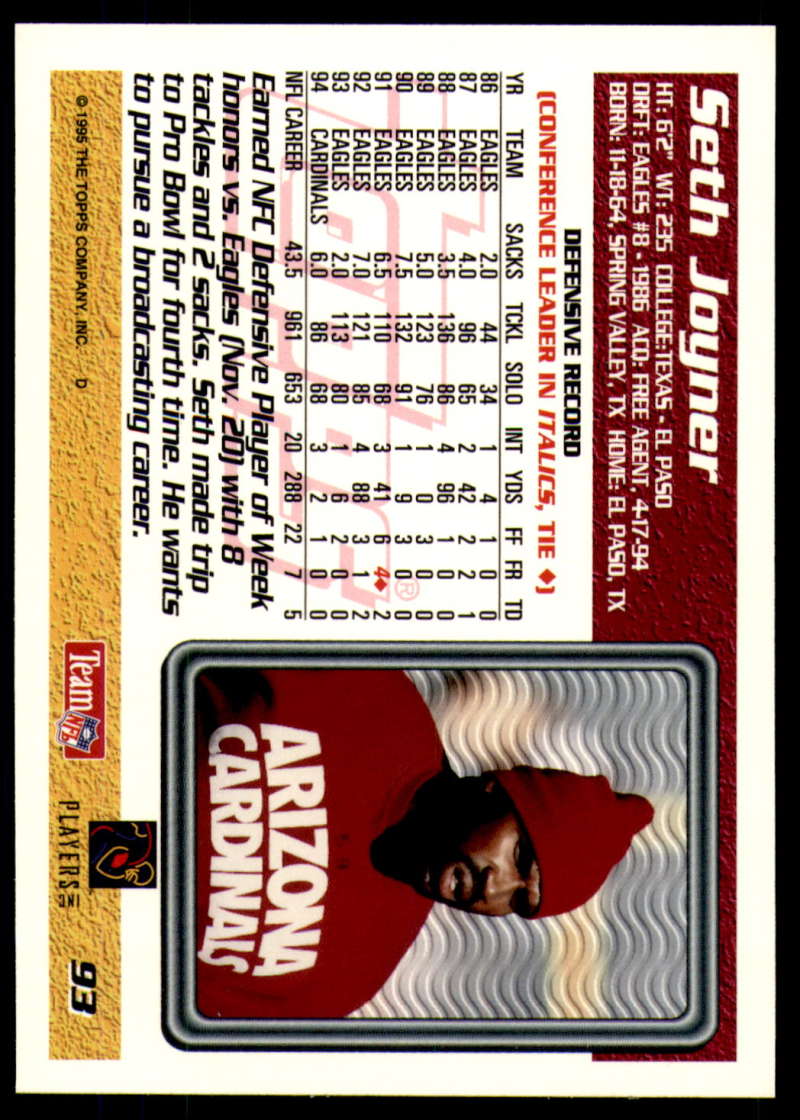 Seth Joyner
HT: 6'2" WT: 235 COLLEGE: TEXAS - EL PASO
DRFT: EAGLES #8 - 1986 ACQ: FREE AGENT, 4-17-94
BORN: 11-18-64, SPRING VALLEY, TX HOME: EL PASO, TX
DEFENSIVE RECORD
(CONFERENCE LEADER IN ITALICS, TIE ♦)
YR TEAM SACKS TCKL SOLO INT YDS FF FR TD
86 EAGLES 2.0 44 34 1 4 1 0 0
87 EAGLES 4.0 96 65 2 42 2 2 1
88 EAGLES 3.5 136 86 4 96 1 0 0
89 EAGLES 5.0 123 76 1 0 3 0 0
90 EAGLES 7.5 132 91 1 9 3 0 0
91 EAGLES 6.5 110 68 3 41 6 4♦ 2
92 EAGLES 7.0 121 85 4 88 3 1 2
93 EAGLES 2.0 113 80 1 6 2 0 0
94 CARDINALS 6.0 86 68 3 2 1 0 0
NFL CAREER 43.5 961 653 20 288 22 7 5
Earned NFC Defensive Player of Week
honors vs. Eagles (Nov. 20) with 8
tackles and 2 sacks. Seth made trip
to Pro Bowl for fourth time. He wants
to pursue a broadcasting career.
© 1995 THE TOPPS COMPANY, INC. D
TOPPS ®
ARIZONA
CARDINALS
Team NFL
PLAYERS INC
93